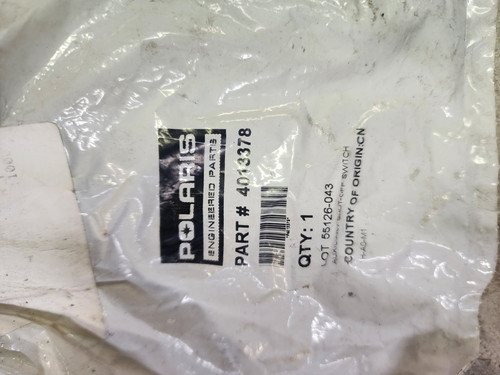 POLARIS
ENGINEERED PARTS
PART # 4013378
QTY: 1
LOT 55126-043
SWITCH
COUNTRY OF ORIGIN:CN